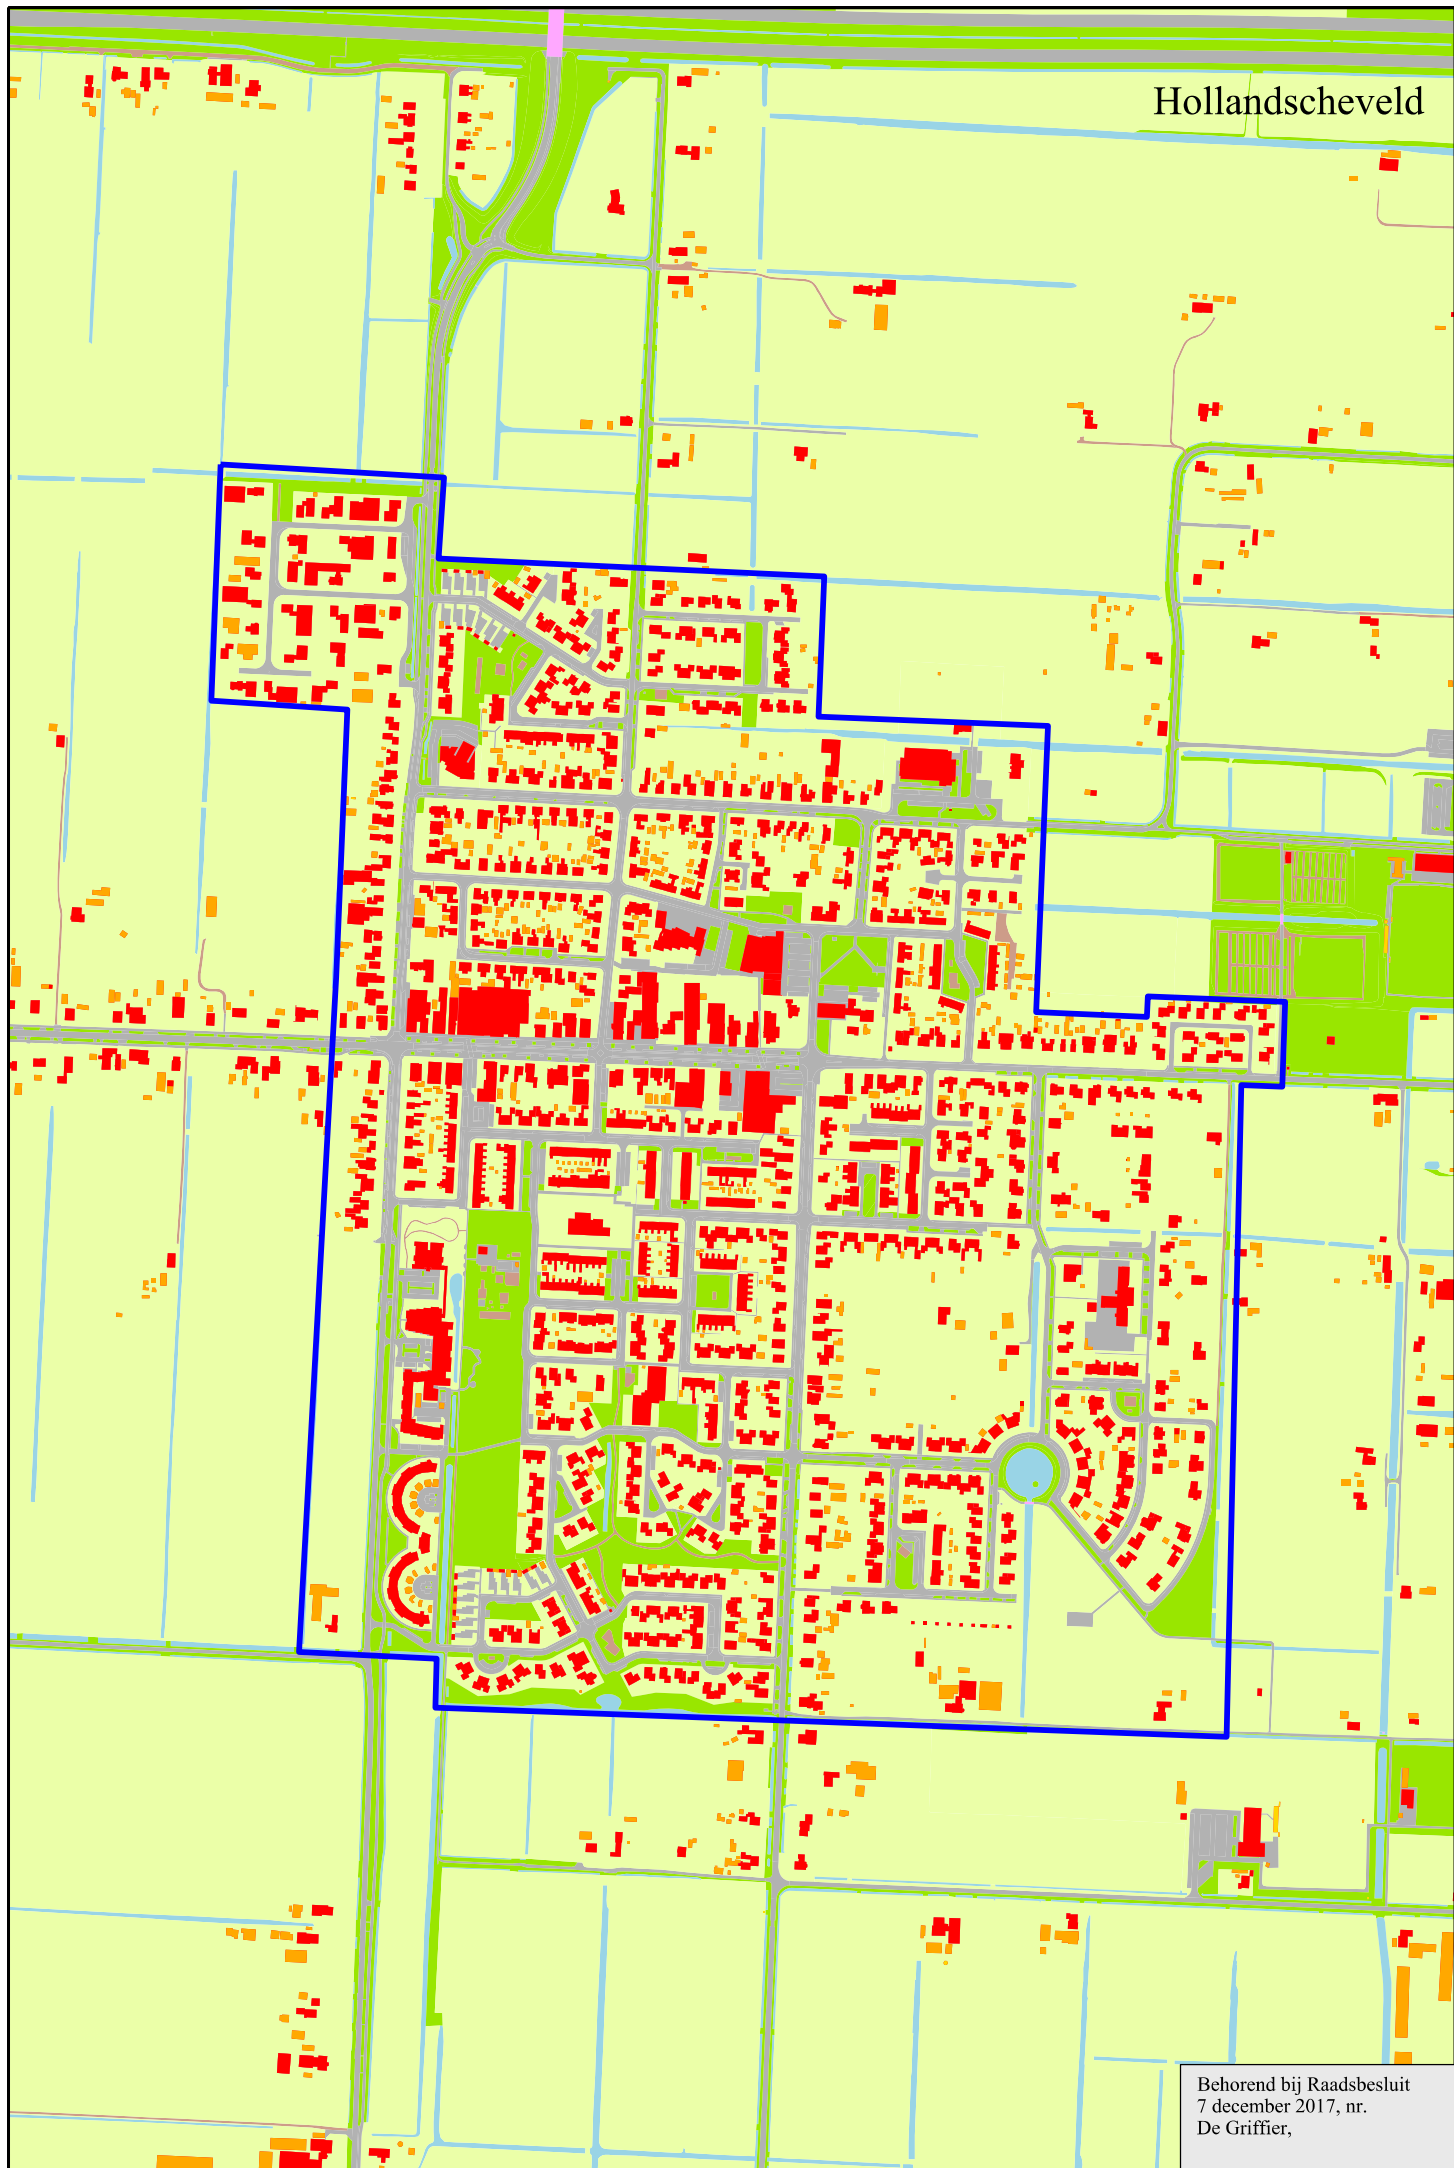 Hollandscheveld
Behorend bij Raadsbesluit
7 december 2017, nr.
De Griffier,